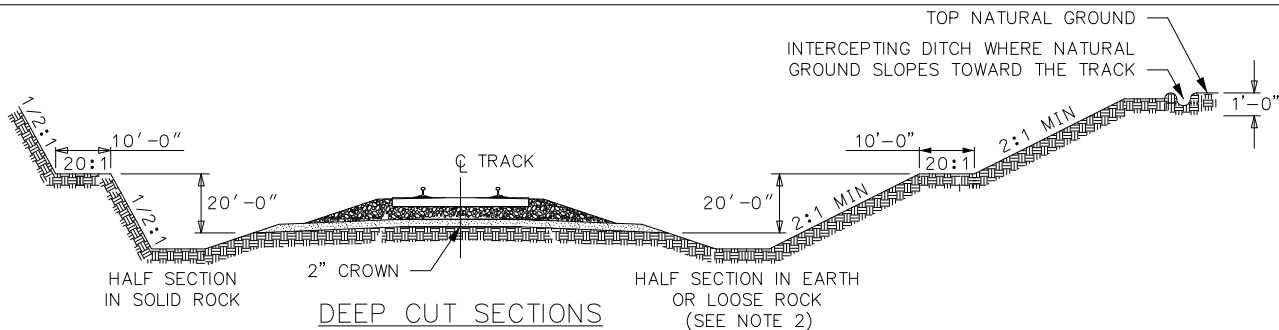 TOP NATURAL GROUND
INTERCEPTING DITCH WHERE NATURAL
GROUND SLOPES TOWARD THE TRACK
1'-0"
1/2:1
10'-0"
20:1
℄ TRACK
10'-0"
20:1
2:1 MIN
1/2:1
20'-0"
20'-0"
2:1 MIN
2" CROWN
HALF SECTION
IN SOLID ROCK
HALF SECTION IN EARTH
OR LOOSE ROCK
(SEE NOTE 2)
DEEP CUT SECTIONS